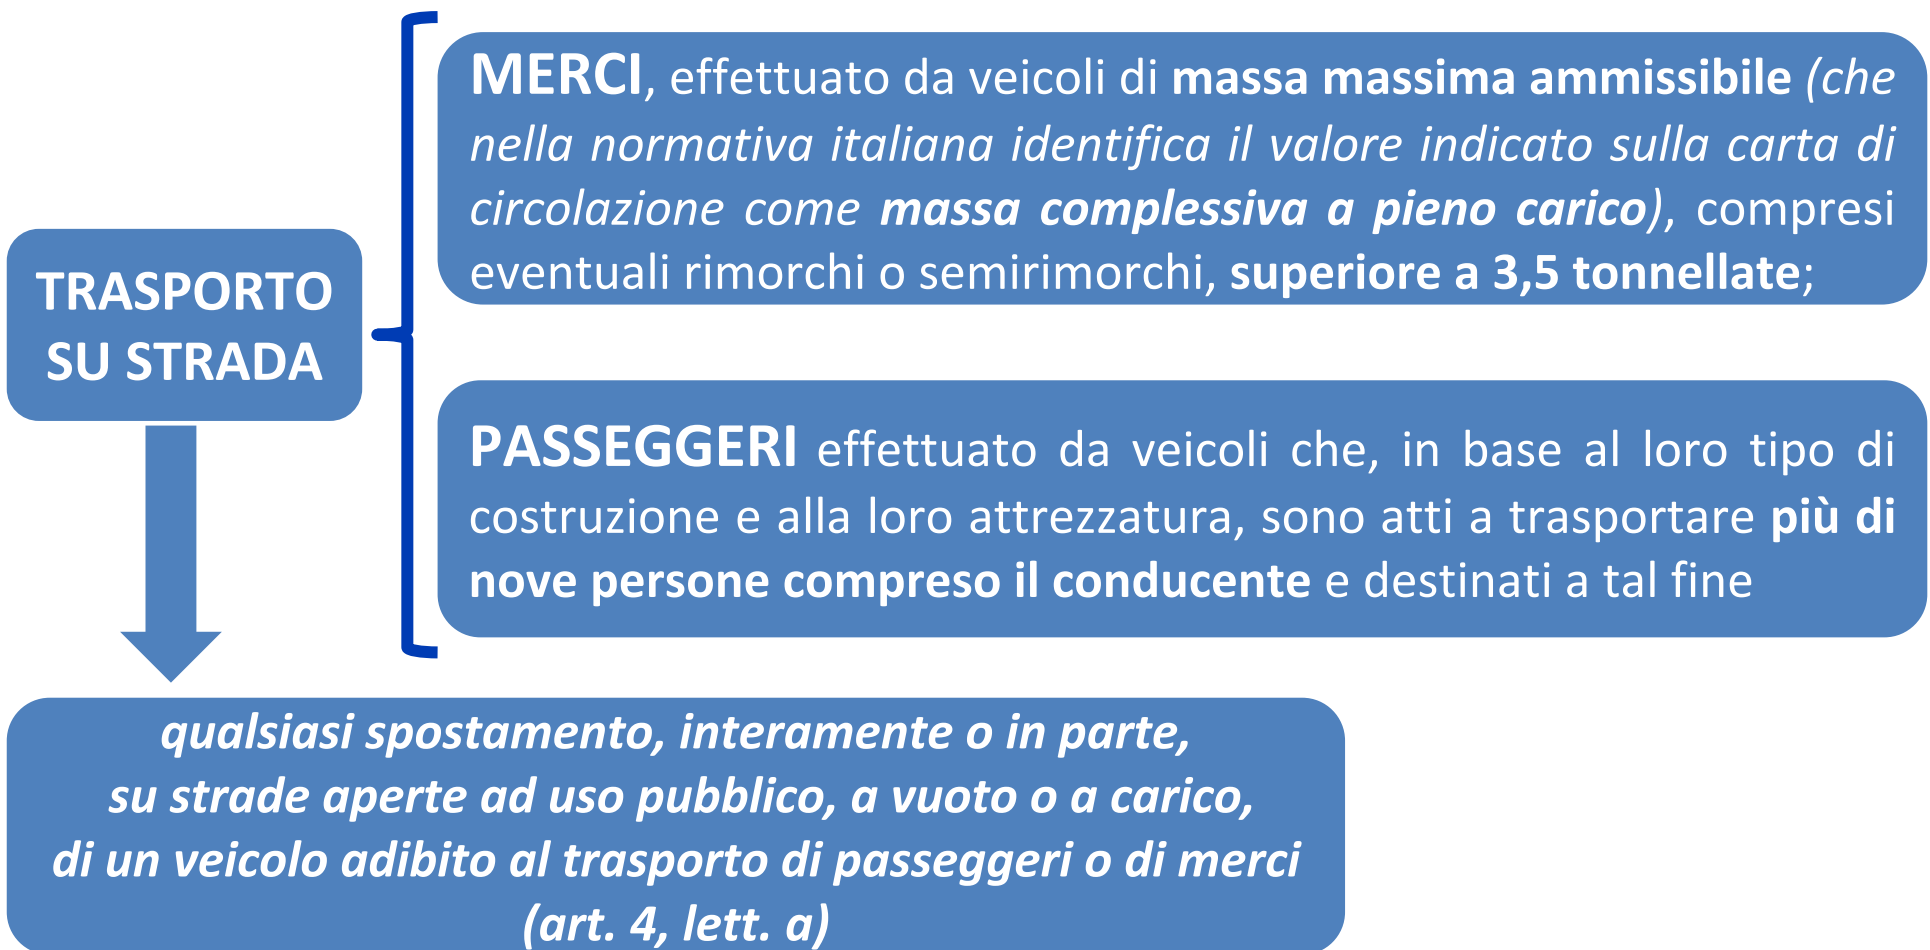 MERCI, effettuato da veicoli di massa massima ammissibile (che
nella normativa italiana identifica il valore indicato sulla carta di
circolazione come massa complessiva a pieno carico), compresi
eventuali rimorchi o semirimorchi, superiore a 3,5 tonnellate;
TRASPORTO
SU STRADA
PASSEGGERI effettuato da veicoli che, in base al loro tipo di
costruzione e alla loro attrezzatura, sono atti a trasportare più di
nove persone compreso il conducente e destinati a tal fine
qualsiasi spostamento, interamente o in parte,
su strade aperte ad uso pubblico, a vuoto o a carico,
di un veicolo adibito al trasporto di passeggeri o di merci
(art. 4, lett. a)